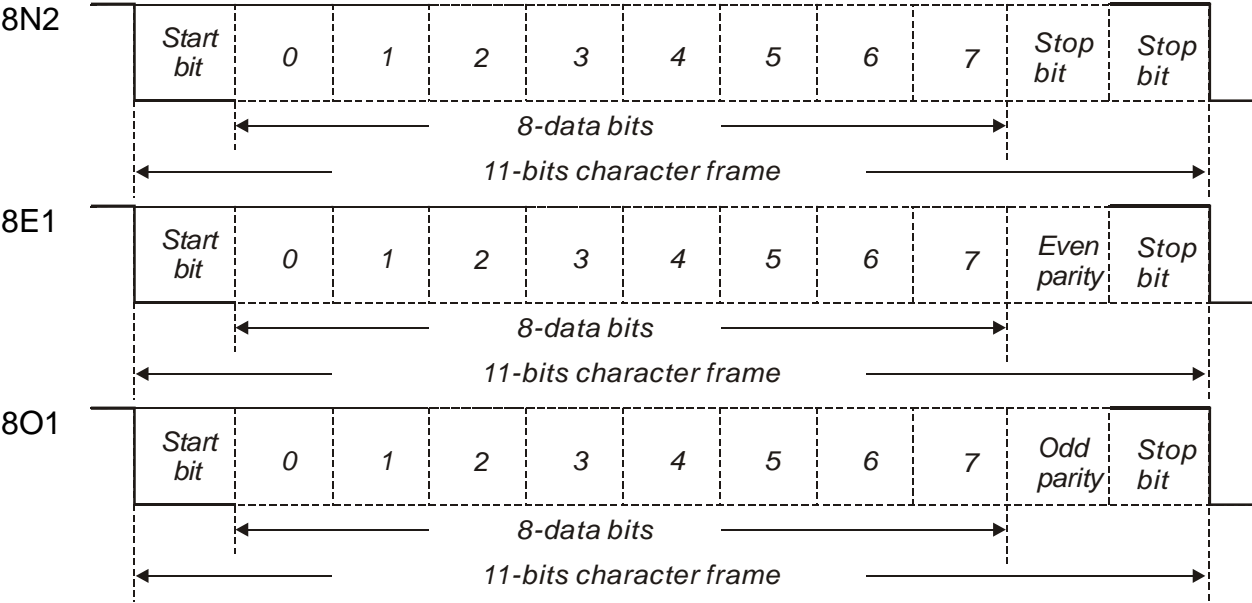 8N2
Start bit 0 1 2 3 4 5 6 7 Stop bit Stop bit
8-data bits
11-bits character frame
8E1
Start bit 0 1 2 3 4 5 6 7 Even parity Stop bit
8-data bits
11-bits character frame
8O1
Start bit 0 1 2 3 4 5 6 7 Odd parity Stop bit
8-data bits
11-bits character frame